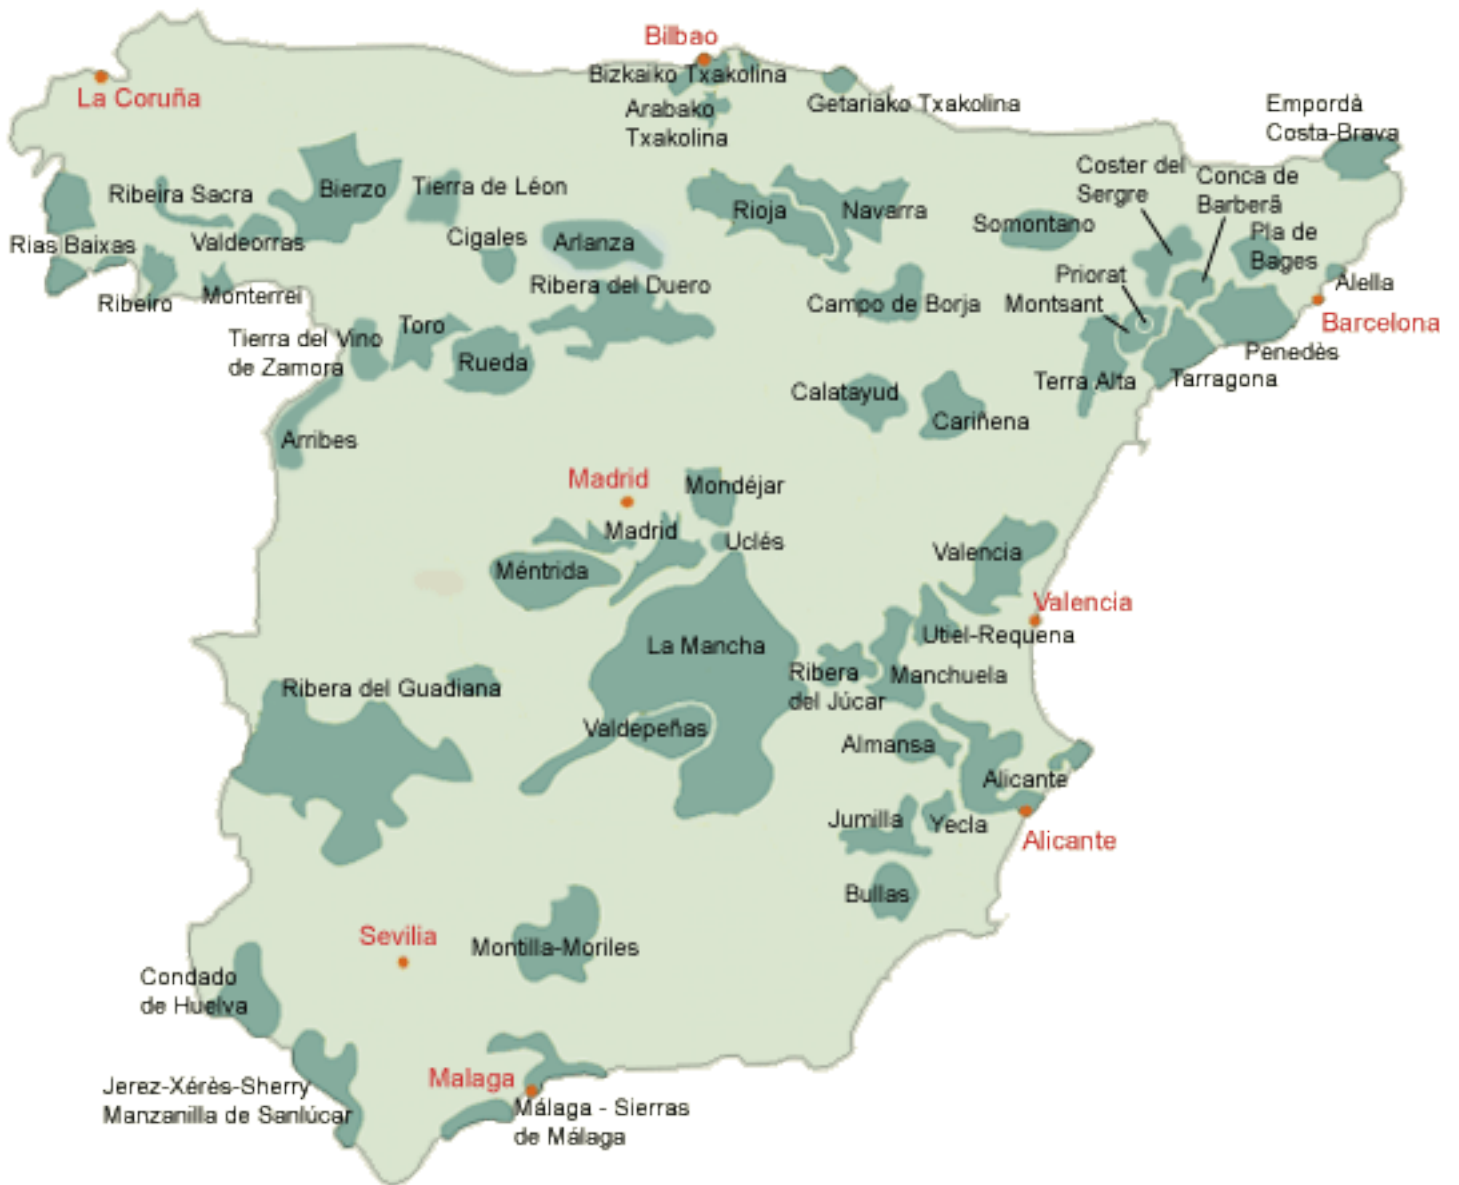 Bilbao
Bizkaiko Txakolina
La Coruña
Arabako
Txakolina
Getariako Txakolina
Empordà
Costa-Brava
Coster del
Sergre
Conca de
Barberâ
Ribeira Sacra
Bierzo
Tierra de Léon
Rioja
Navarra
Somontano
Pla de
Bages
Rias Baixas
Valdeorras
Cigales
Arlanza
Priorat
Alella
Ribeiro
Monterrei
Ribera del Duero
Campo de Borja
Montsant
Barcelona
Tierra del Vino
de Zamora
Toro
Rueda
Penedès
Terra Alta
Tarragona
Calatayud
Cariñena
Arribes
Madrid
Mondéjar
Madrid
Uclés
Valencia
Méntrida
Valencia
Utiel-Requena
La Mancha
Ribera
del Júcar
Manchuela
Ribera del Guadiana
Valdepeñas
Almansa
Alicante
Jumilla
Yecla
Alicante
Bullas
Sevilia
Montilla-Moriles
Condado
de Huelva
Malaga
Jerez-Xérès-Sherry
Manzanilla de Sanlúcar
Málaga - Sierras
de Málaga